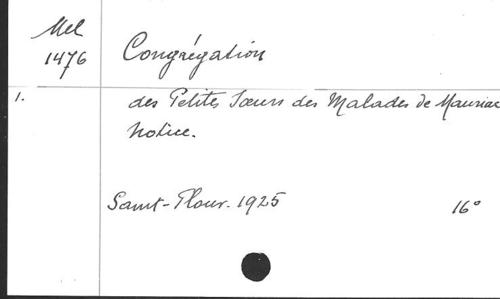 Mel
1476
Congrégation
1.
des Petites Sœurs des Malades de Mauriac
Notice.
Saint-Flour. 1925
16°